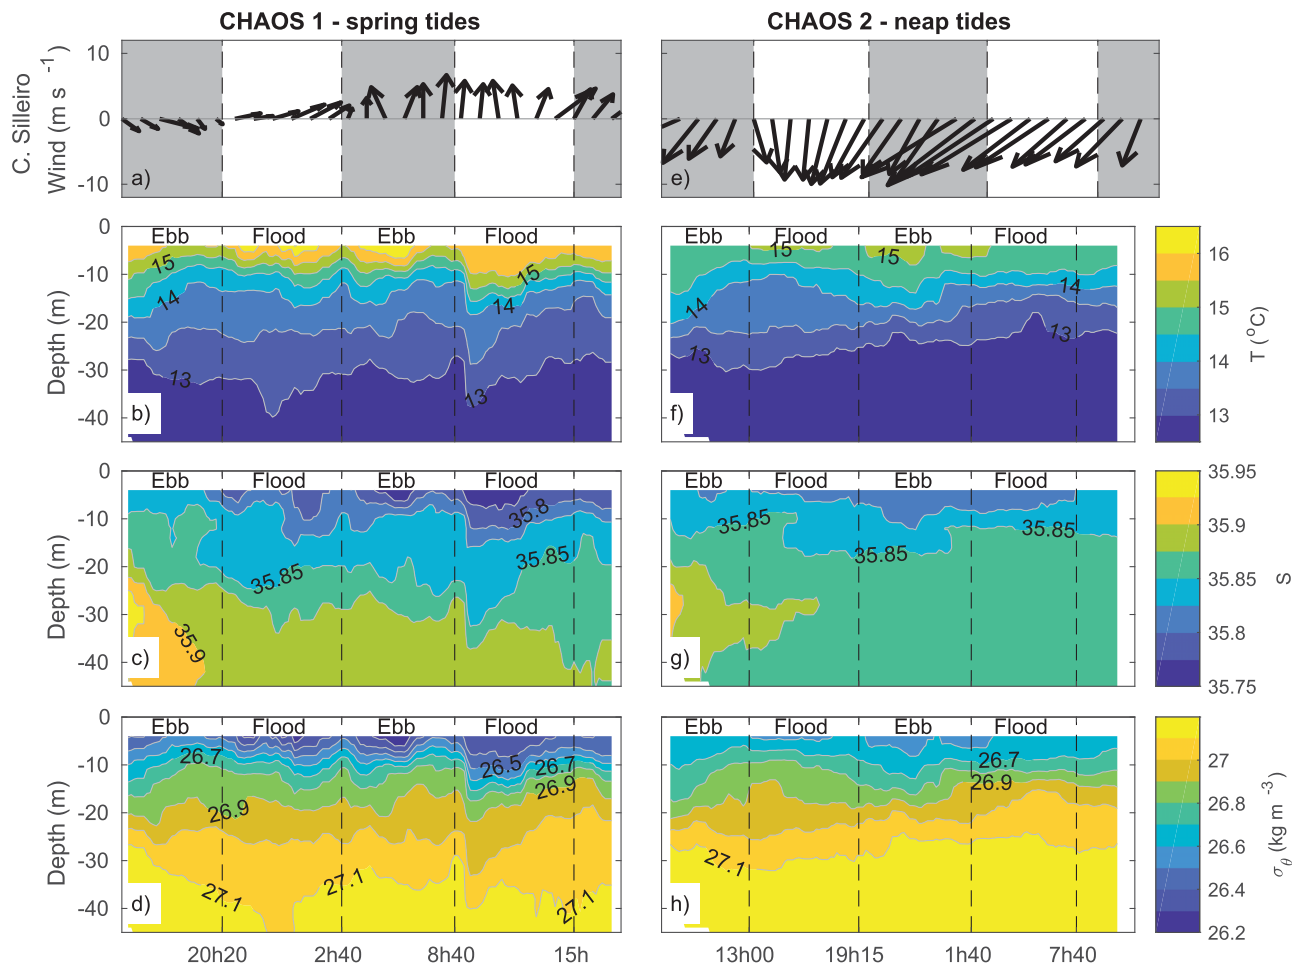 CHAOS 1 - spring tides
CHAOS 2 - neap tides
C. Silleiro
Wind (m s -1)
10
0
-10
a)
e)
Depth (m)
0
-10
-20
-30
-40
Ebb Flood Ebb Flood
15
14
13
15
14
13
b)
Ebb Flood Ebb Flood
15
15
14
14
13
13
f)
16
15
14
13
T (oC)
Depth (m)
0
-10
-20
-30
-40
Ebb Flood Ebb Flood
35.8
35.85
35.85
35.9
c)
Ebb Flood Ebb Flood
35.85
35.85
35.85
g)
35.95
35.9
35.85
35.8
35.75
S
Depth (m)
0
-10
-20
-30
-40
Ebb Flood Ebb Flood
26.7
26.5
26.7
26.9
26.9
27.1
27.1
27.1
d)
Ebb Flood Ebb Flood
26.7
26.9
27.1
h)
27
26.8
26.6
26.4
26.2
σθ (kg m -3)
20h20 2h40 8h40 15h
13h00 19h15 1h40 7h40